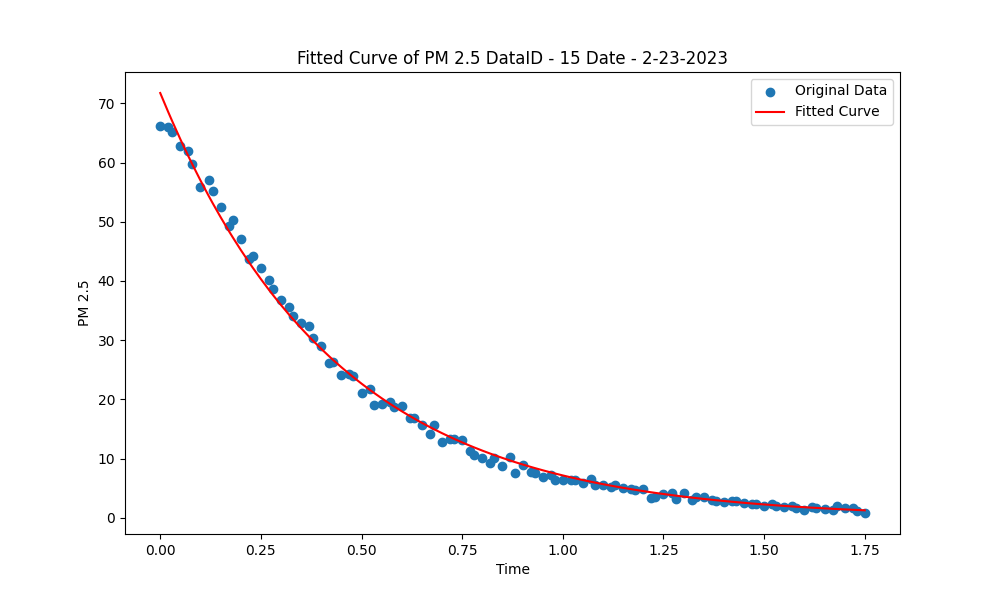 Fitted Curve of PM 2.5 DataID - 15 Date - 2-23-2023
Original Data
Fitted Curve
PM 2.5
70
60
50
40
30
20
10
0
0.00 0.25 0.50 0.75 1.00 1.25 1.50 1.75
Time